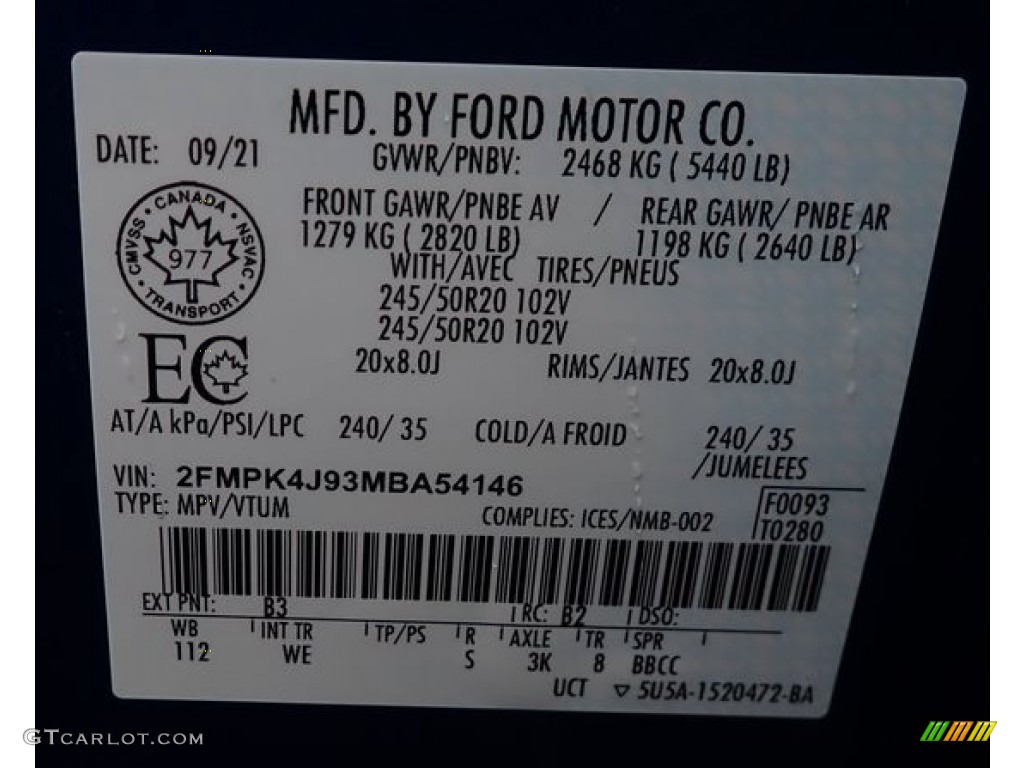 MFD. BY FORD MOTOR CO.
DATE: 09/21
GVWR/PNBV: 2468 KG ( 5440 LB)
FRONT GAWR/PNBE AV / REAR GAWR/ PNBE AR
1279 KG ( 2820 LB) 1198 KG ( 2640 LB)
WITH/AVEC TIRES/PNEUS
245/50R20 102V
245/50R20 102V
20x8.0J RIMS/JANTES 20x8.0J
CANADA
CMVSS NSVAC
977
TRANSPORT
EC
AT/A kPa/PSI/LPC 240/ 35 COLD/A FROID 240/ 35
/JUMELEES
VIN: 2FMPK4J93MBA54146
TYPE: MPV/VTUM
COMPLIES: ICES/NMB-002
F0093
T0280
EXT PNT: B3 RC: B2 DSO:
WB INT TR TP/PS R AXLE TR SPR
112 WE S 3K 8 BBCC
UCT ▽ 5U5A-1520472-BA
GTcarlot.com